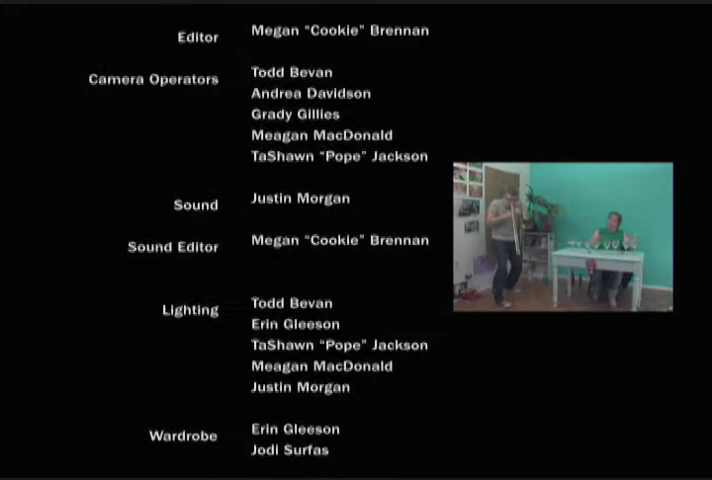 Editor Megan “Cookie” Brennan
Camera Operators Todd Bevan
Andrea Davidson
Grady Gillies
Meagan MacDonald
TaShawn “Pope” Jackson
Sound Justin Morgan
Sound Editor Megan “Cookie” Brennan
Lighting Todd Bevan
Erin Gleeson
TaShawn “Pope” Jackson
Meagan MacDonald
Justin Morgan
Wardrobe Erin Gleeson
Jodi Surfas